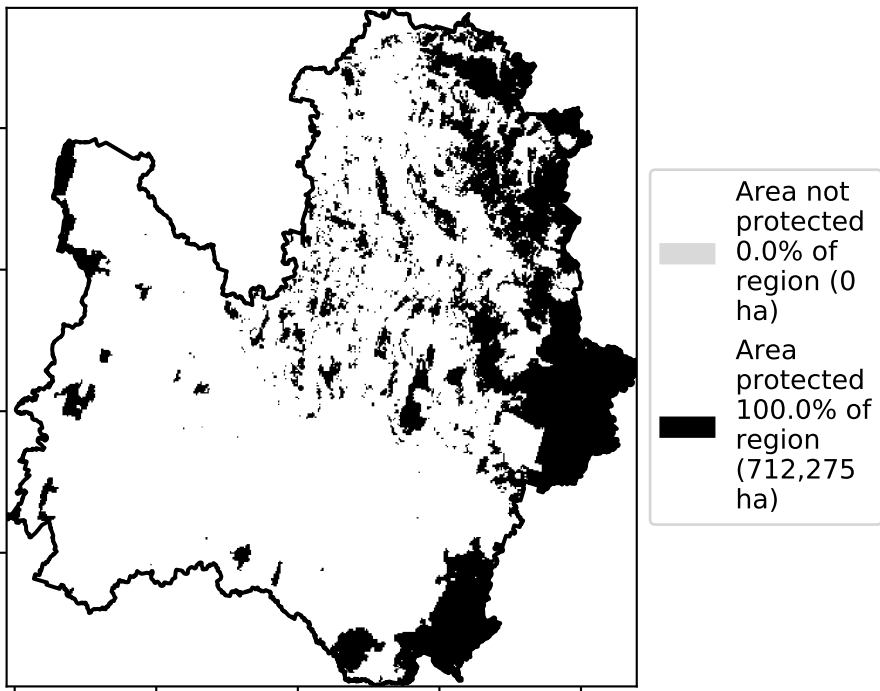 Area not
protected
0.0% of
region (0
ha)
Area
protected
100.0% of
region
(712,275
ha)